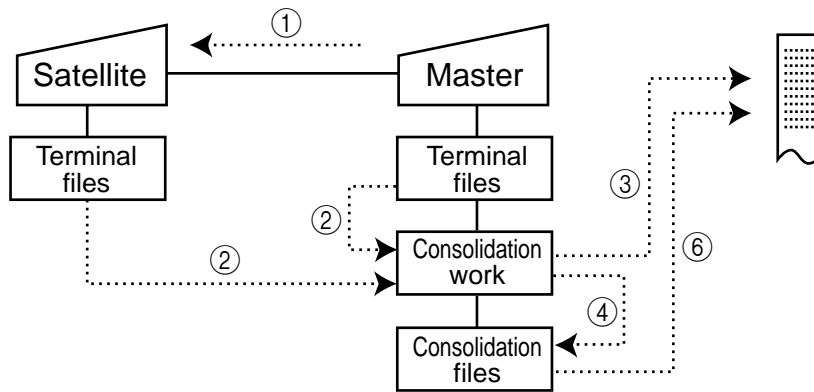 ①
Satellite
Master
Terminal
files
Terminal
files
③
②
②
Consolidation
work
⑥
④
Consolidation
files